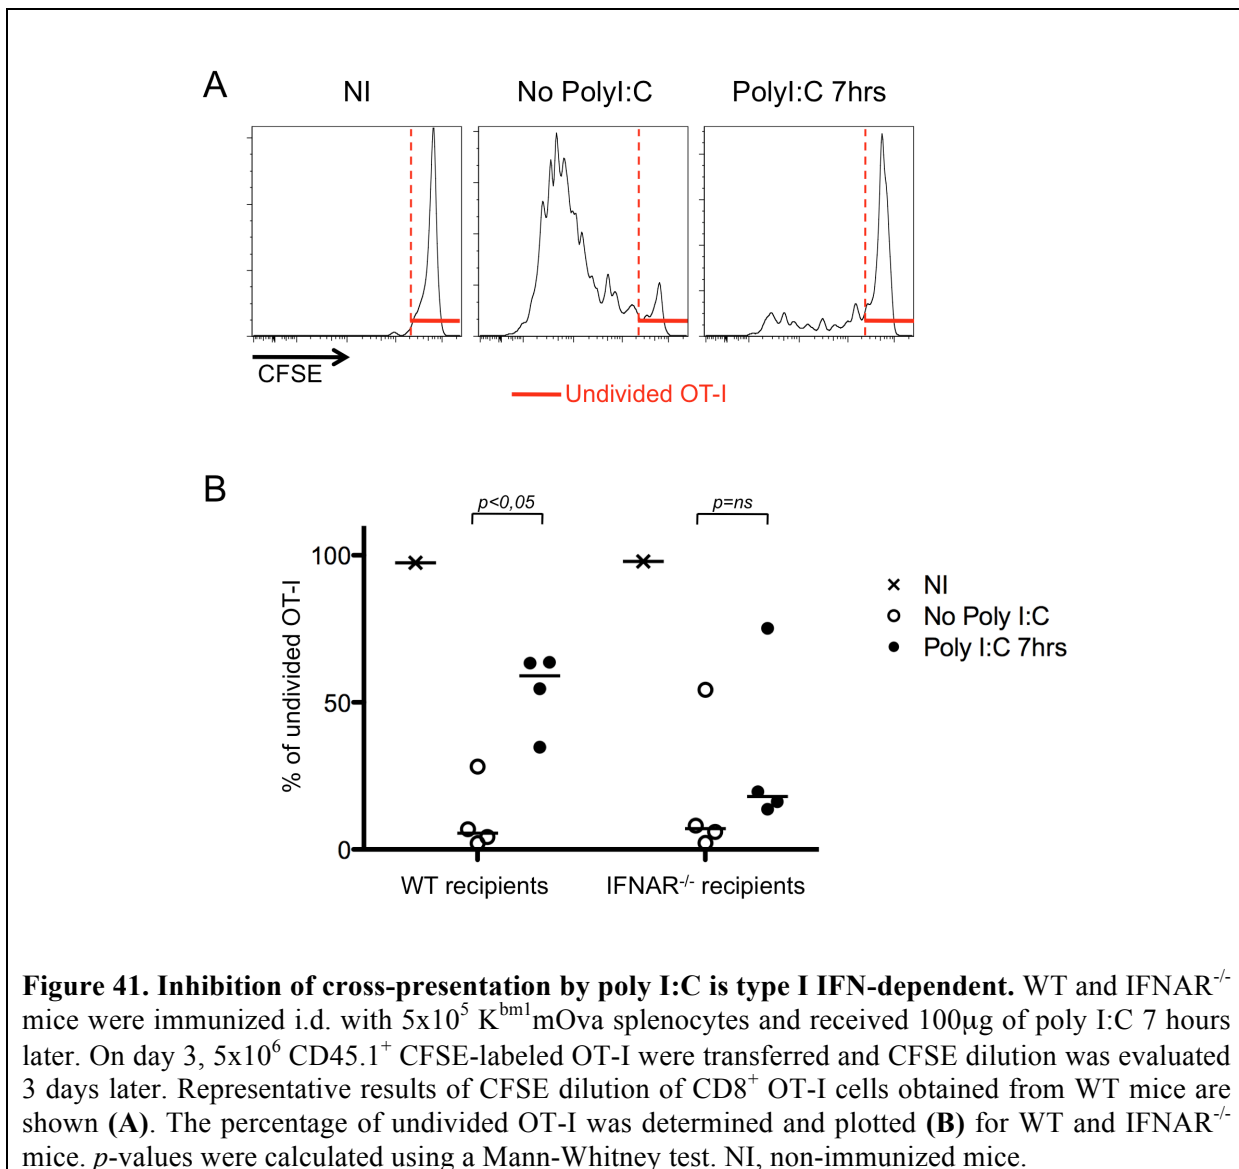 A
NI
No PolyI:C
PolyI:C 7hrs
CFSE
Undivided OT-I
B
p<0,05
p=ns
% of undivided OT-I
100
50
0
NI
No Poly I:C
Poly I:C 7hrs
WT recipients
IFNAR-/- recipients
Figure 41. Inhibition of cross-presentation by poly I:C is type I IFN-dependent. WT and IFNAR-/-
mice were immunized i.d. with 5x10⁵ Kbm1mOva splenocytes and received 100μg of poly I:C 7 hours
later. On day 3, 5x10⁶ CD45.1⁺ CFSE-labeled OT-I were transferred and CFSE dilution was evaluated
3 days later. Representative results of CFSE dilution of CD8⁺ OT-I cells obtained from WT mice are
shown (A). The percentage of undivided OT-I was determined and plotted (B) for WT and IFNAR-/-
mice. p-values were calculated using a Mann-Whitney test. NI, non-immunized mice.